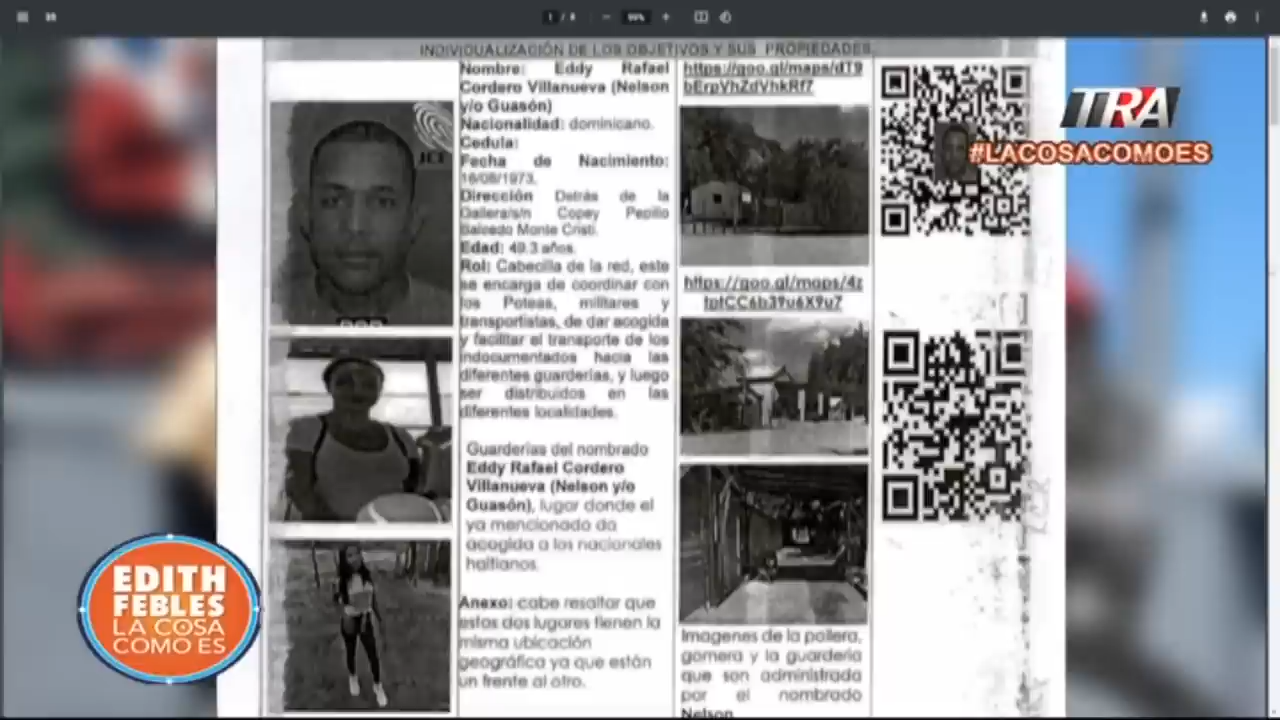 1 / 8
INDIVIDUALIZACIÓN DE LOS OBJETIVOS Y SUS PROPIEDADES.
JCE
Nombre: Eddy Rafael
Cordero Villanueva (Nelson
y/o Guasón)
Nacionalidad: dominicano.
Cedula:
Fecha de Nacimiento:
16/08/1973.
Dirección Detrás de la
Gallera s/n Copey Pepillo
Salcedo Monte Cristi.
Edad: 49.3 años.
Rol: Cabecilla de la red, este
se encarga de coordinar con
los Poteas, militares y
transportistas, de dar acogida
y facilitar el transporte de los
indocumentados hacia las
diferentes guarderías, y luego
ser distribuidos en las
diferentes localidades.
Guarderías del nombrado
Eddy Rafael Cordero
Villanueva (Nelson y/o
Guasón), lugar donde el
ya mencionado da
acogida a los nacionales
haitianos.
Anexo: cabe resaltar que
estos dos lugares tienen la
misma ubicación
geográfica ya que están
un frente al otro.
https://goo.gl/maps/dT9
bErpVhZdVhkRf7
https://goo.gl/maps/4z
tptCC6b39u6X9u7
Imagenes de la pollera,
gomera y la guardería
que son administrada
por el nombrado
Nelson
TRA
#LACOSACOMOES
EDITH
FEBLES
LA COSA
COMO ES